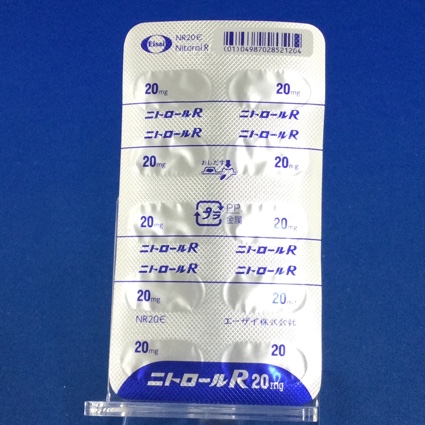 Eisai
NR20€
Nitorol R
(01)04987028521264
20mg 20mg
ニトロールR ニトロールR
ニトロールR ニトロールR
20mg 20mg
おしだす
20mg 20mg
プラ PP
金属
ニトロールR ニトロールR
ニトロールR ニトロールR
20mg 20mg
NR20€ エーザイ株式会社
20mg 20
ニトロールR 20mg